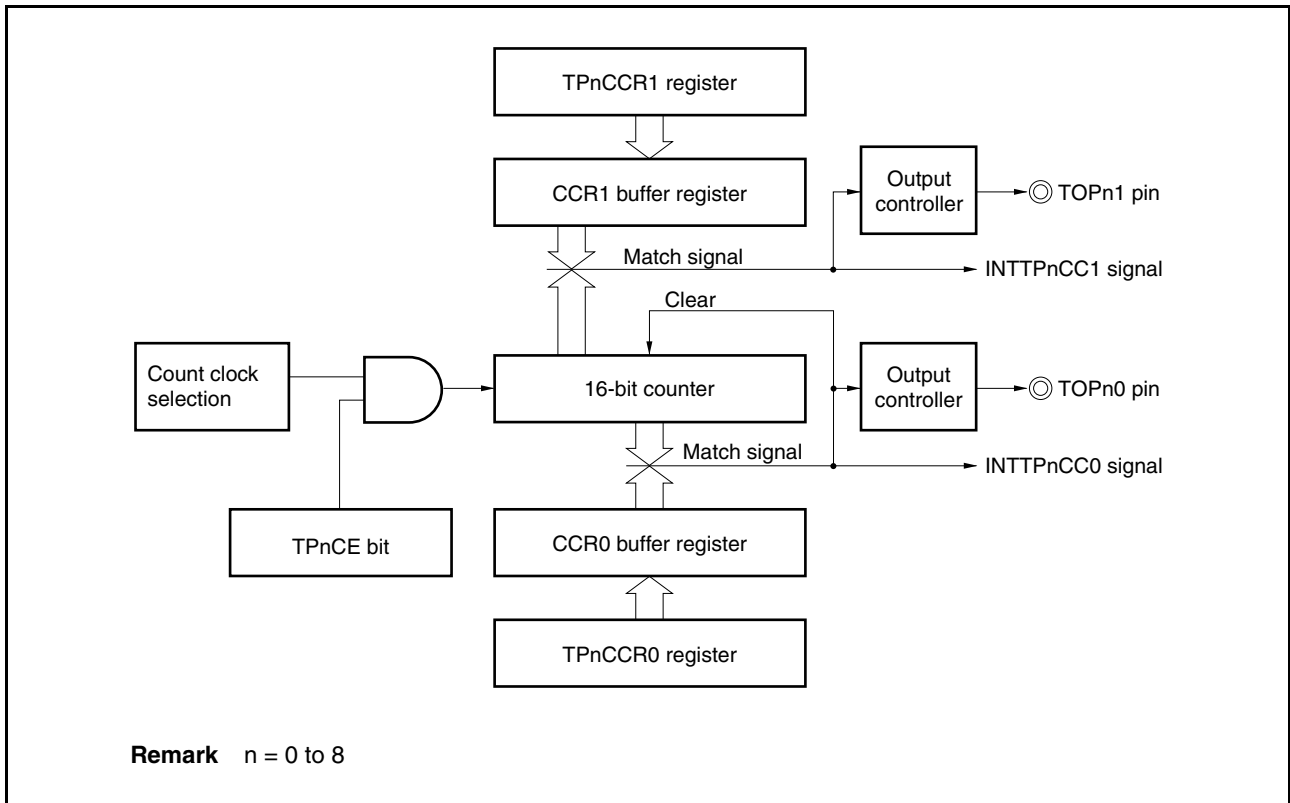 TPnCCR1 register
CCR1 buffer register
Output
controller
TOPn1 pin
Match signal
INTTPnCC1 signal
Clear
Count clock
selection
16-bit counter
Output
controller
TOPn0 pin
Match signal
INTTPnCC0 signal
TPnCE bit
CCR0 buffer register
TPnCCR0 register
Remark n = 0 to 8